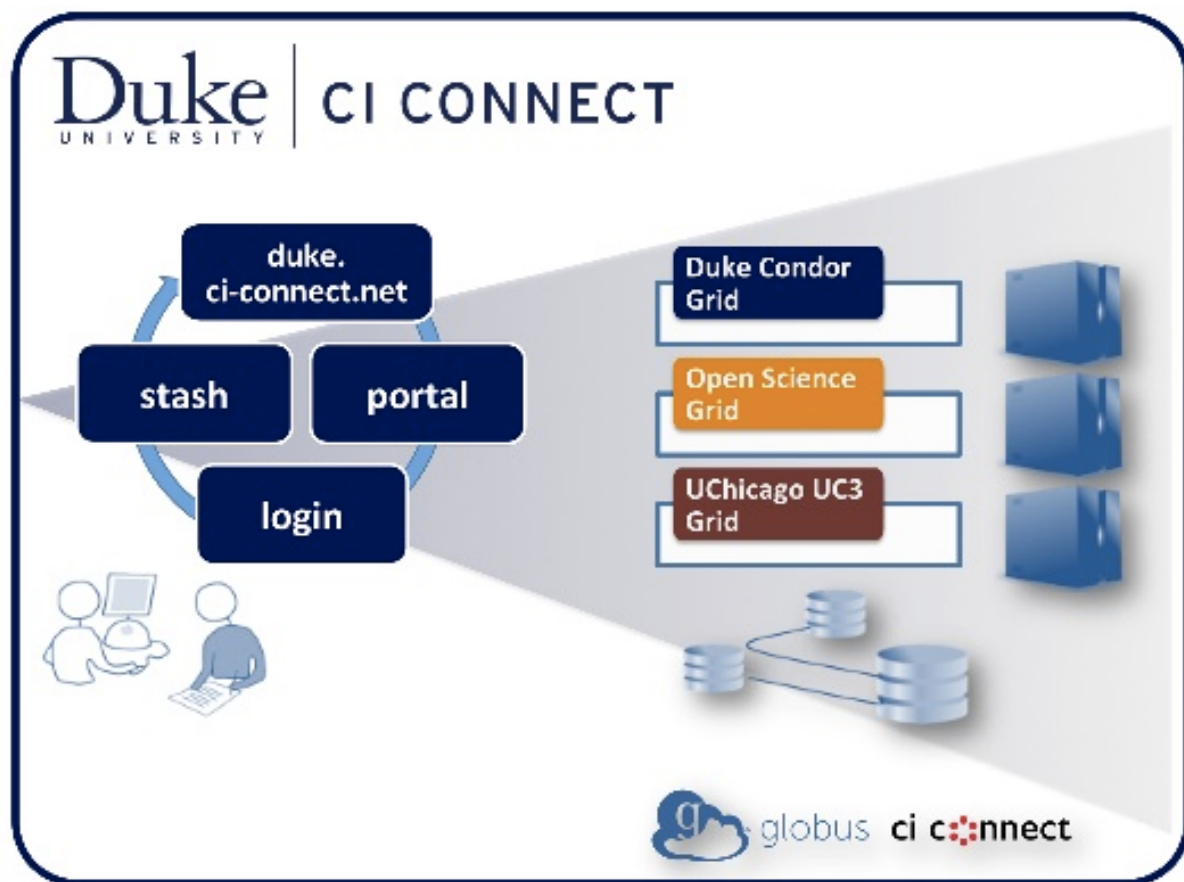 Duke
UNIVERSITY
CI CONNECT
duke.
ci-connect.net
stash
portal
login
Duke Condor
Grid
Open Science
Grid
UChicago UC3
Grid
g
globus
ci connect